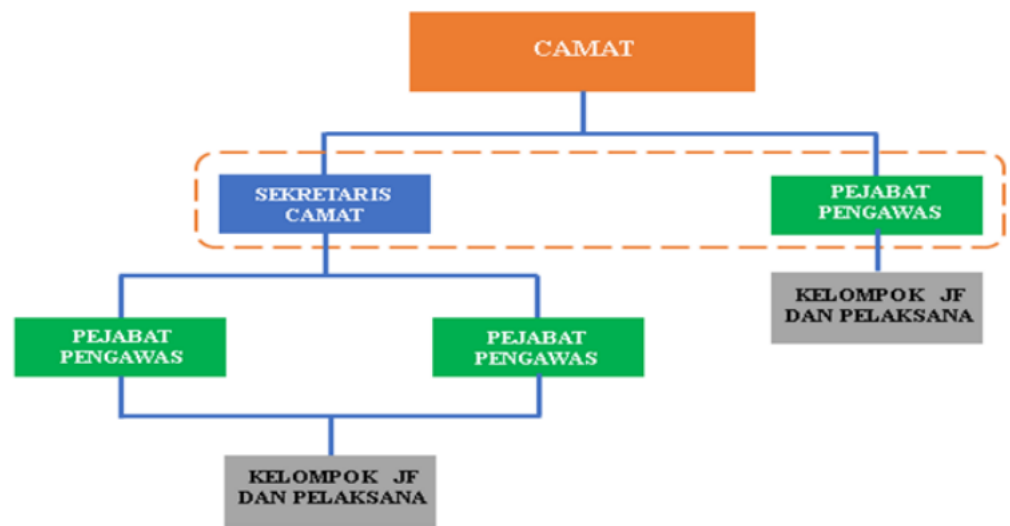 CAMAT
SEKRETARIS
CAMAT
PEJABAT
PENGAWAS
KELOMPOK JF
DAN PELAKSANA
PEJABAT
PENGAWAS
PEJABAT
PENGAWAS
KELOMPOK JF
DAN PELAKSANA